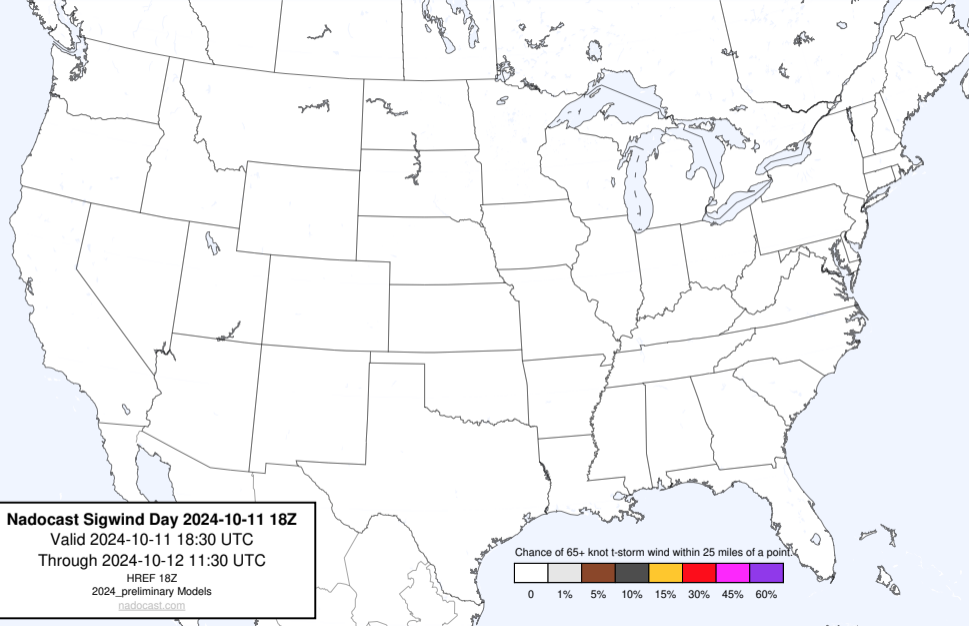 Nadocast Sigwind Day 2024-10-11 18Z
Valid 2024-10-11 18:30 UTC
Through 2024-10-12 11:30 UTC
HREF 18Z
2024_preliminary Models
nadocast.com
Chance of 65+ knot t-storm wind within 25 miles of a point.
0 1% 5% 10% 15% 30% 45% 60%